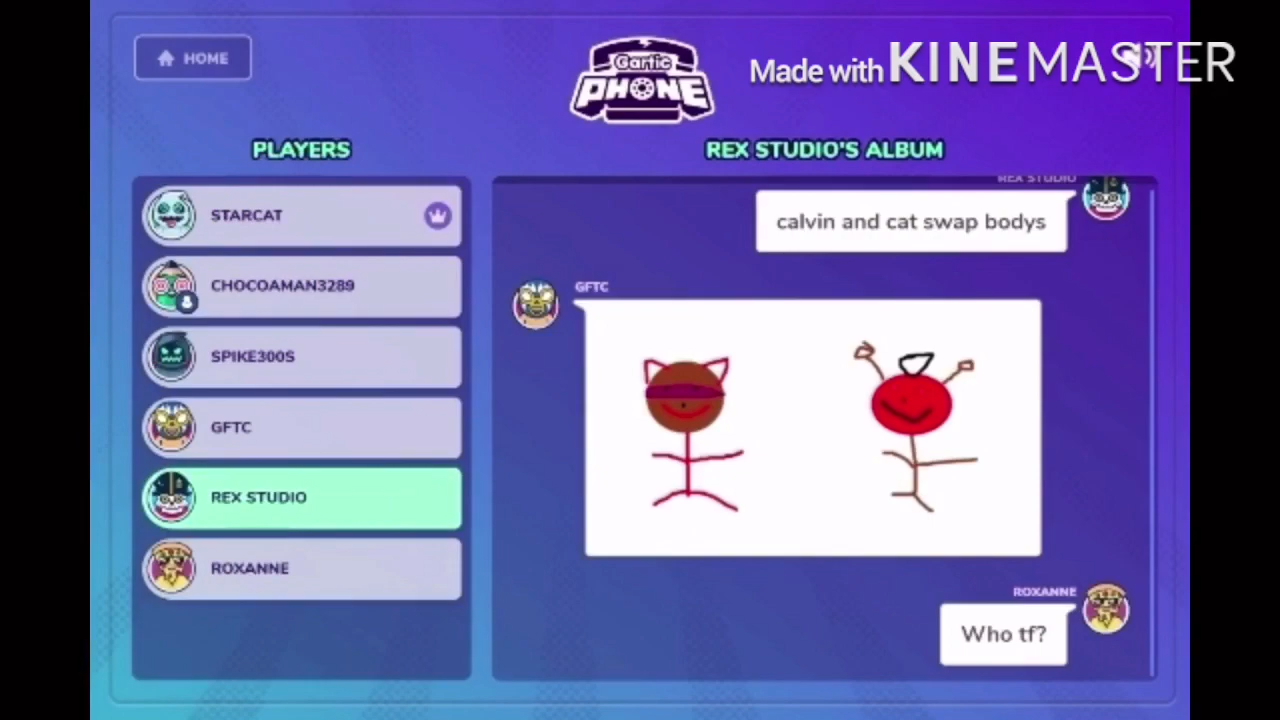 HOME
Gartic
PHONE
Made with KINEMASTER
PLAYERS
REX STUDIO'S ALBUM
STARCAT
CHOCOAMAN3289
SPIKE300S
GFTC
REX STUDIO
ROXANNE
REX STUDIO
calvin and cat swap bodys
GFTC
ROXANNE
Who tf?